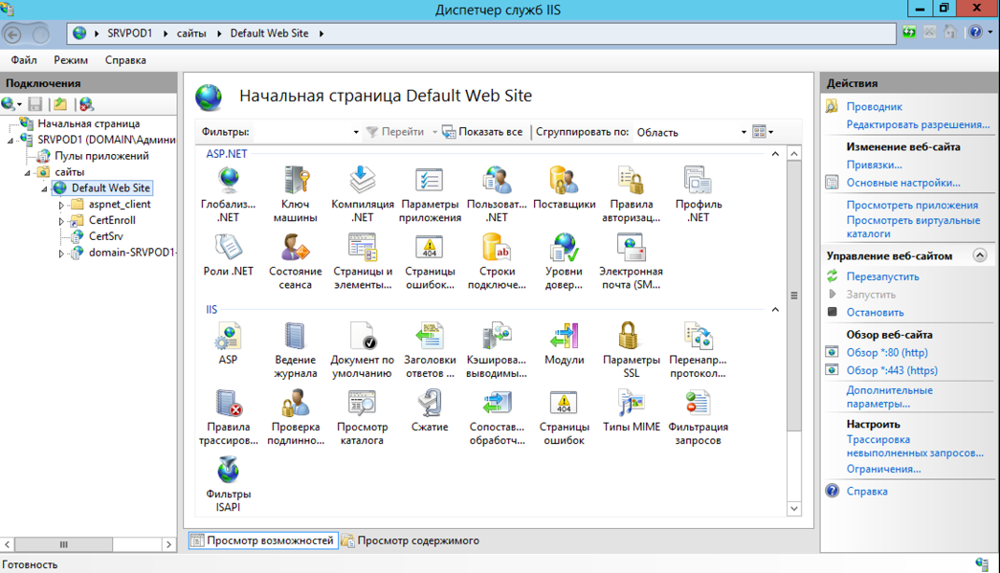 Диспетчер служб IIS
SRVPOD1 сайты Default Web Site
Файл Режим Справка
Подключения
Начальная страница
SRVPOD1 (DOMAIN\Админи
Пулы приложений
сайты
Default Web Site
aspnet_client
CertEnroll
CertSrv
domain-SRVPOD1-
Начальная страница Default Web Site
Фильтры: Перейти Показать все Сгруппировать по: Область
ASP.NET
Глобализ... Ключ Компиляция Параметры Пользоват... Поставщики Правила Профиль
.NET машины .NET приложения .NET авторизац... .NET
Роли .NET Состояние Страницы и Страницы Строки Уровни Электронная
сеанса элементы... ошибок... подключе... довер... почта (SM...
IIS
ASP Ведение Документ по Заголовки Кэширова... Модули Параметры Перенапр...
журнала умолчанию ответов ... выводимы... SSL протокол...
Правила Проверка Просмотр Сжатие Сопостав... Страницы Типы MIME Фильтрация
трассиров... подлинно... каталога обработч... ошибок запросов
Фильтры
ISAPI
Просмотр возможностей Просмотр содержимого
Действия
Проводник
Редактировать разрешения...
Изменение веб-сайта
Привязки...
Основные настройки...
Просмотреть приложения
Просмотреть виртуальные
каталоги
Управление веб-сайтом
Перезапустить
Запустить
Остановить
Обзор веб-сайта
Обзор *:80 (http)
Обзор *:443 (https)
Дополнительные
параметры...
Настроить
Трассировка
невыполненных запросов...
Ограничения...
Справка
Готовность